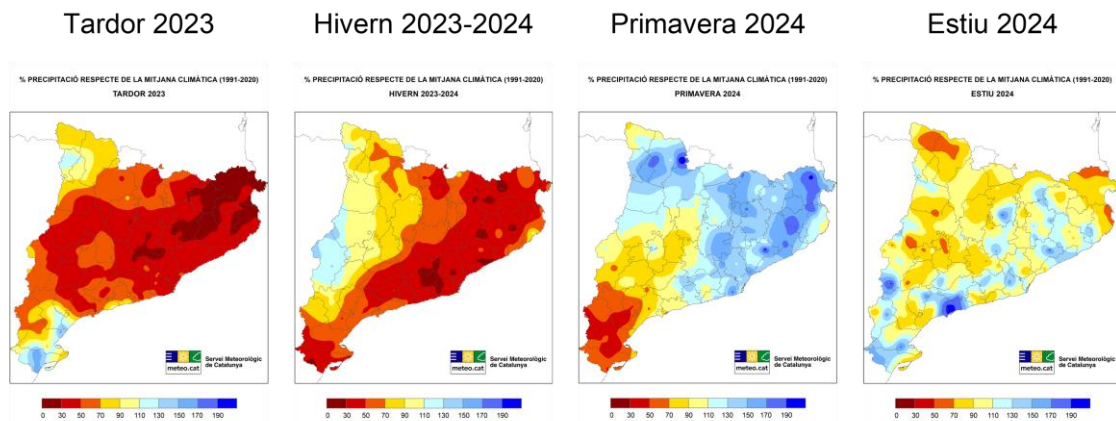 Tardor 2023
Hivern 2023-2024
Primavera 2024
Estiu 2024
% PRECIPITACIÓ RESPECTE DE LA MITJANA CLIMÀTICA (1991-2020)
TARDOR 2023
% PRECIPITACIÓ RESPECTE DE LA MITJANA CLIMÀTICA (1991-2020)
HIVERN 2023-2024
% PRECIPITACIÓ RESPECTE DE LA MITJANA CLIMÀTICA (1991-2020)
PRIMAVERA 2024
% PRECIPITACIÓ RESPECTE DE LA MITJANA CLIMÀTICA (1991-2020)
ESTIU 2024
meteo.cat
Servei Meteorològic
de Catalunya
meteo.cat
Servei Meteorològic
de Catalunya
meteo.cat
Servei Meteorològic
de Catalunya
meteo.cat
Servei Meteorològic
de Catalunya
0 30 50 70 90 110 130 150 170 190
0 30 50 70 90 110 130 150 170 190
0 30 50 70 90 110 130 150 170 190
0 30 50 70 90 110 130 150 170 190